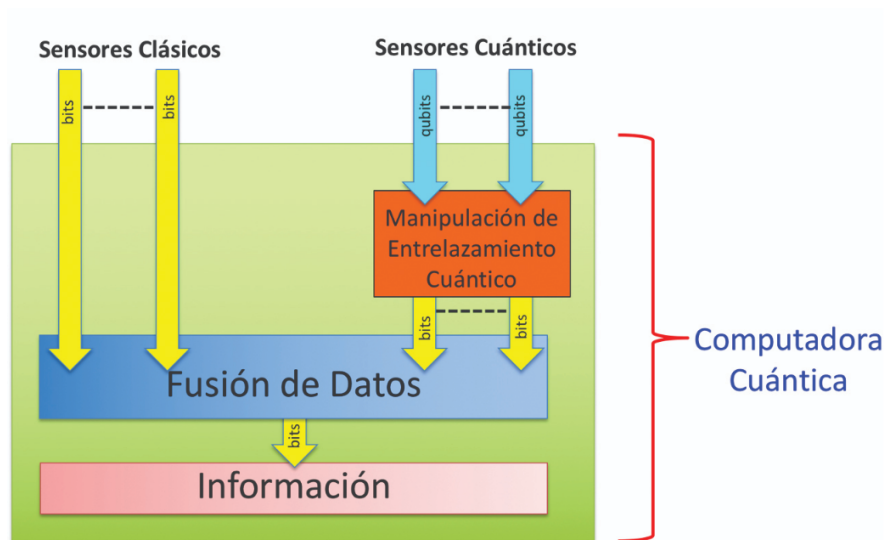 Sensores Clásicos
Sensores Cuánticos
bits
bits
qubits
qubits
Manipulación de
Entrelazamiento
Cuántico
bits
bits
Fusión de Datos
bits
Información
Computadora
Cuántica